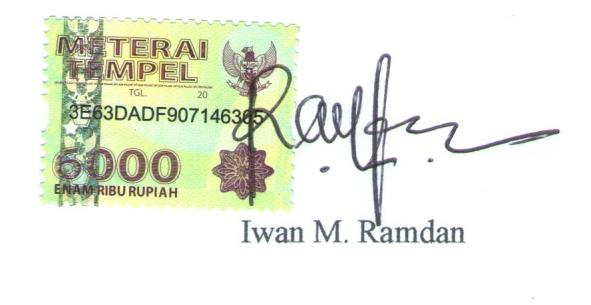 METERAI
TEMPEL
TGL. 20
3E63DADF907146365
6000
ENAM RIBU RUPIAH
Iwan M. Ramdan